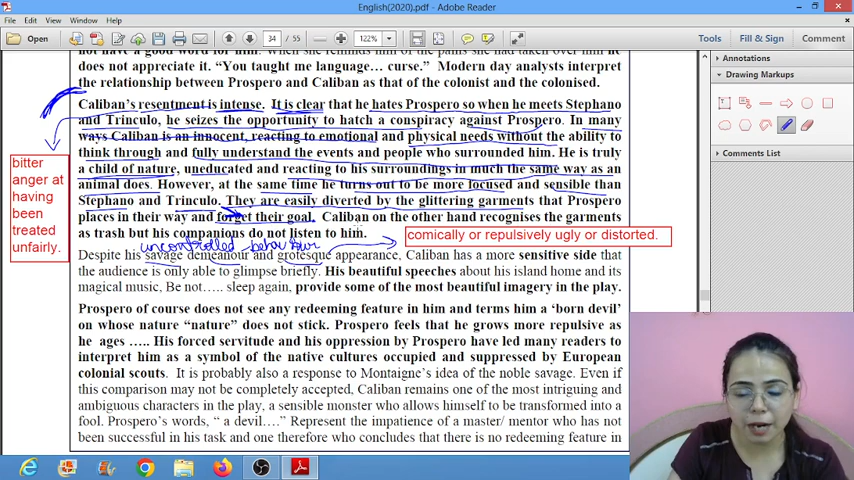 English(2020).pdf - Adobe Reader
File Edit View Window Help
Open 34 / 55 122% Tools Fill & Sign Comment
not have a good word for him. When she reminds him of the pains she had taken over him he
does not appreciate it. “You taught me language… curse.” Modern day analysts interpret
the relationship between Prospero and Caliban as that of the colonist and the colonised.
Caliban’s resentment is intense. It is clear that he hates Prospero so when he meets Stephano
and Trinculo, he seizes the opportunity to hatch a conspiracy against Prospero. In many
ways Caliban is an innocent, reacting to emotional and physical needs without the ability to
think through and fully understand the events and people who surrounded him. He is truly
a child of nature, uneducated and reacting to his surroundings in much the same way as an
animal does. However, at the same time he turns out to be more focused and sensible than
Stephano and Trinculo. They are easily diverted by the glittering garments that Prospero
places in their way and forget their goal. Caliban on the other hand recognises the garments
as trash but his companions do not listen to him.
uncontrolled behaviour
Despite his savage demeanour and grotesque appearance, Caliban has a more sensitive side that
the audience is only able to glimpse briefly. His beautiful speeches about his island home and its
magical music, Be not….. sleep again, provide some of the most beautiful imagery in the play.
Prospero of course does not see any redeeming feature in him and terms him a ‘born devil’
on whose nature “nature” does not stick. Prospero feels that he grows more repulsive as
he ages ….. His forced servitude and his oppression by Prospero have led many readers to
interpret him as a symbol of the native cultures occupied and suppressed by European
colonial scouts. It is probably also a response to Montaigne’s idea of the noble savage. Even if
this comparison may not be completely accepted, Caliban remains one of the most intriguing and
ambiguous characters in the play, a sensible monster who allows himself to be transformed into a
fool. Prospero’s words, “ a devil….” Represent the impatience of a master/ mentor who has not
been successful in his task and one therefore who concludes that there is no redeeming feature in
bitter
anger at
having
been
treated
unfairly.
comically or repulsively ugly or distorted.
Annotations
Drawing Markups
Comments List